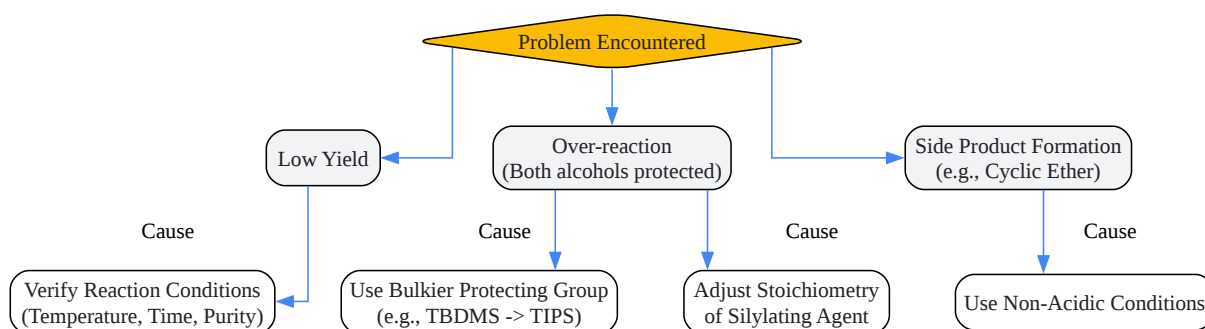 Problem Encountered
Low Yield
Over-reaction
(Both alcohols protected)
Side Product Formation
(e.g., Cyclic Ether)
Cause
Cause
Cause
Cause
Verify Reaction Conditions
(Temperature, Time, Purity)
Use Bulkier Protecting Group
(e.g., TBDMS -> TIPS)
Adjust Stoichiometry
of Silylating Agent
Use Non-Acidic Conditions